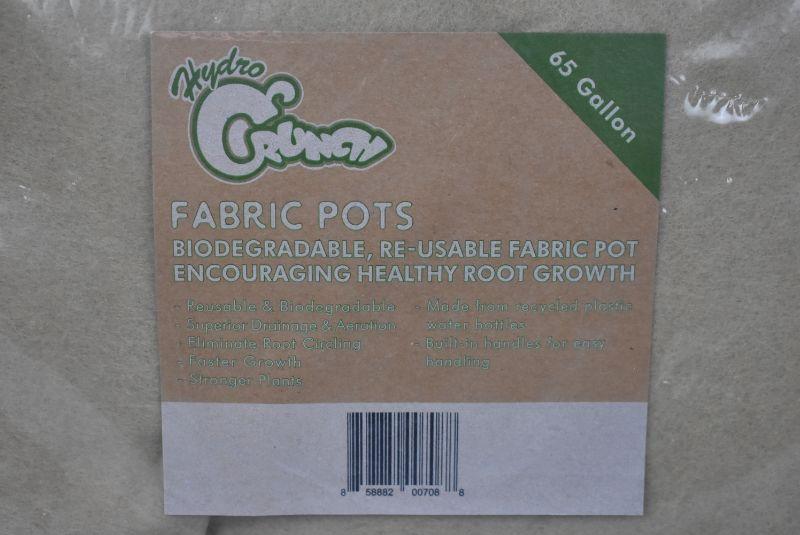 Hydro
Crunch
65 Gallon
FABRIC POTS
BIODEGRADABLE, RE-USABLE FABRIC POT
ENCOURAGING HEALTHY ROOT GROWTH
- Reusable & Biodegradable
- Superior Drainage & Aeration
- Eliminate Root Circling
- Faster Growth
- Stronger Plants
- Made from recycled plastic
water bottles
- Built-in handles for easy
handling
8 58882 00708 8